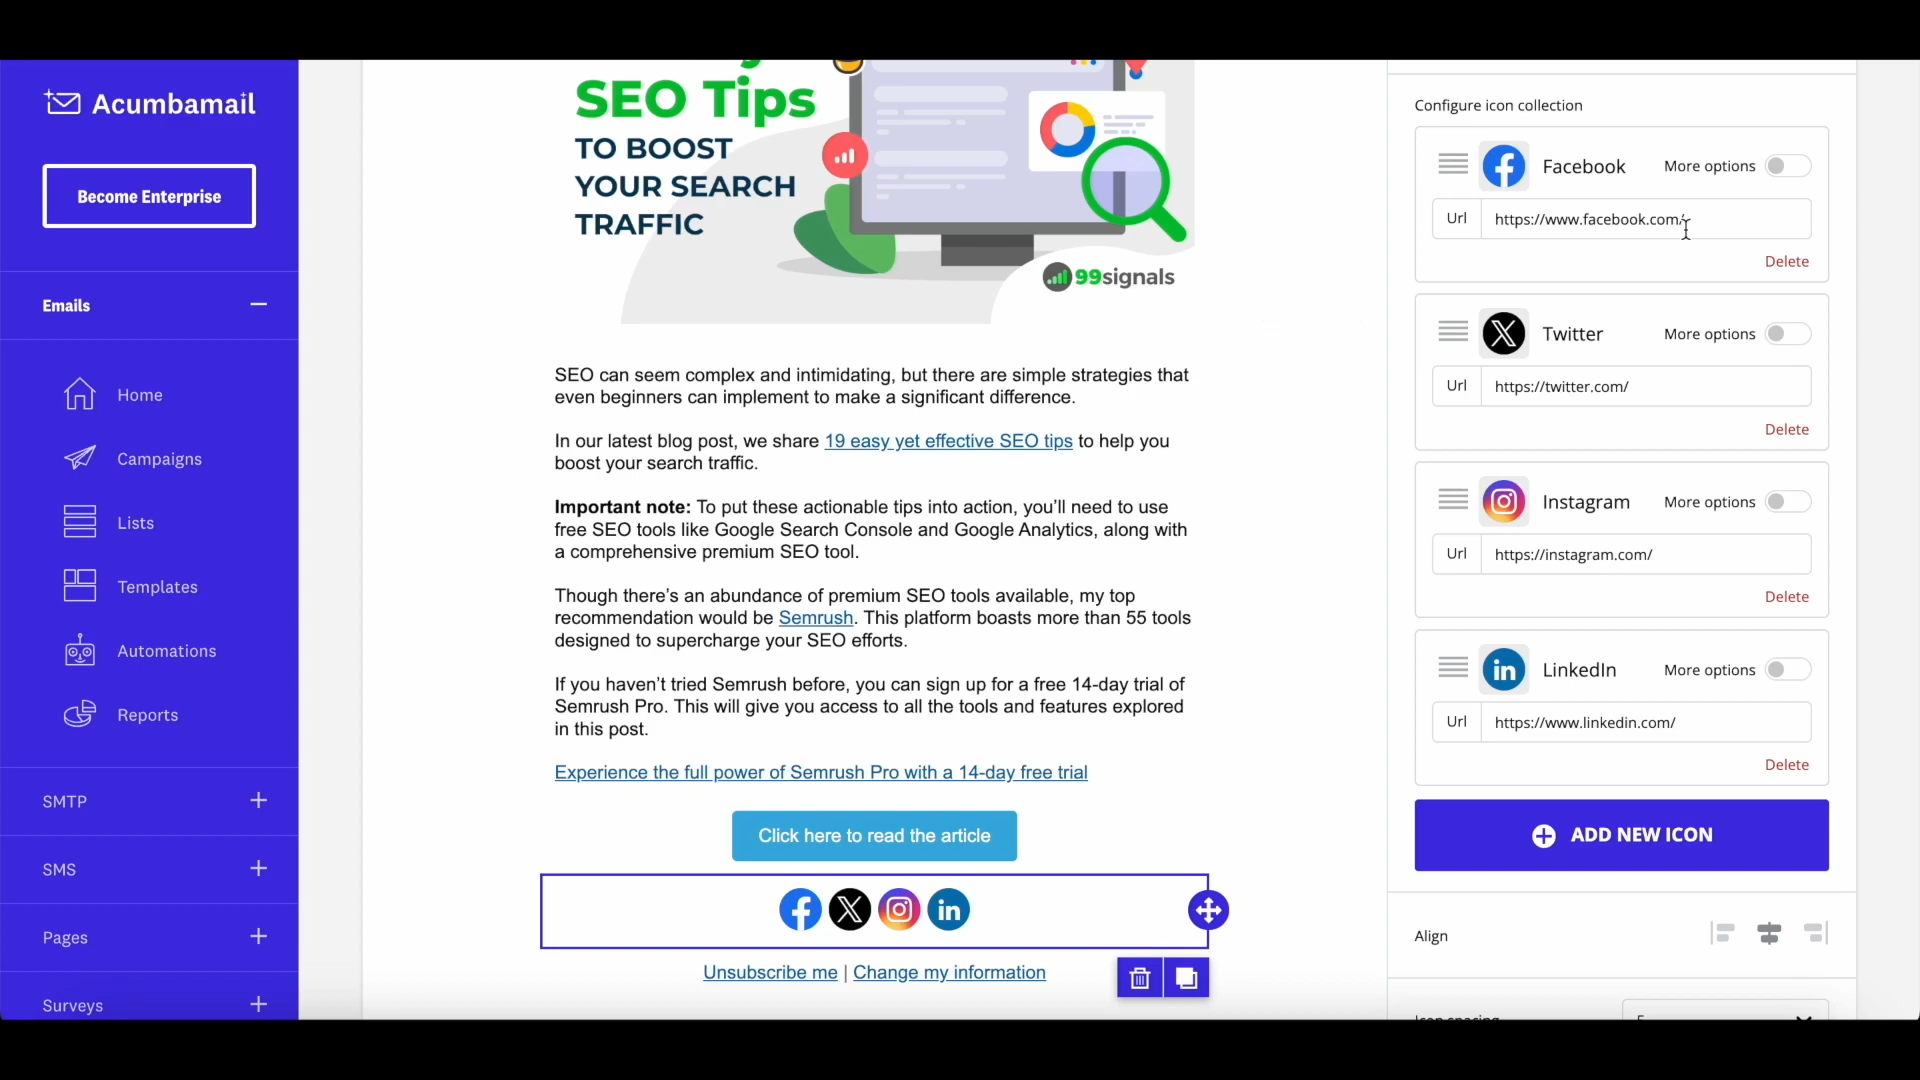 Acumbamail
Become Enterprise
Emails
Home
Campaigns
Lists
Templates
Automations
Reports
SMTP
SMS
Pages
Surveys
SEO Tips
TO BOOST
YOUR SEARCH
TRAFFIC
99signals
SEO can seem complex and intimidating, but there are simple strategies that
even beginners can implement to make a significant difference.
In our latest blog post, we share 19 easy yet effective SEO tips to help you
boost your search traffic.
Important note: To put these actionable tips into action, you’ll need to use
free SEO tools like Google Search Console and Google Analytics, along with
a comprehensive premium SEO tool.
Though there’s an abundance of premium SEO tools available, my top
recommendation would be Semrush. This platform boasts more than 55 tools
designed to supercharge your SEO efforts.
If you haven’t tried Semrush before, you can sign up for a free 14-day trial of
Semrush Pro. This will give you access to all the tools and features explored
in this post.
Experience the full power of Semrush Pro with a 14-day free trial
Click here to read the article
Unsubscribe me | Change my information
Configure icon collection
Facebook More options
Url https://www.facebook.com/
Delete
Twitter More options
Url https://twitter.com/
Delete
Instagram More options
Url https://instagram.com/
Delete
LinkedIn More options
Url https://www.linkedin.com/
Delete
ADD NEW ICON
Align
Icon spacing